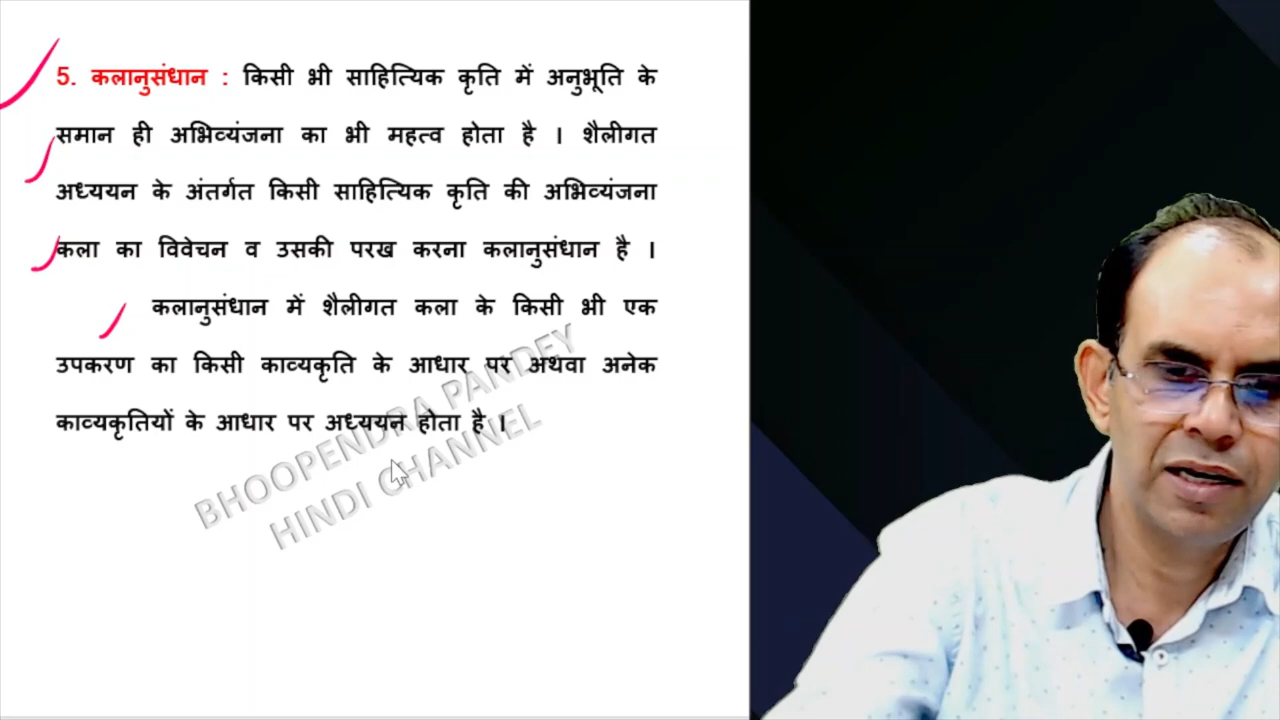 5. कलानुसंधान : किसी भी साहित्यिक कृति में अनुभूति के
समान ही अभिव्यंजना का भी महत्व होता है । शैलीगत
अध्ययन के अंतर्गत किसी साहित्यिक कृति की अभिव्यंजना
कला का विवेचन व उसकी परख करना कलानुसंधान है ।
कलानुसंधान में शैलीगत कला के किसी भी एक
उपकरण का किसी काव्यकृति के आधार पर अथवा अनेक
काव्यकृतियों के आधार पर अध्ययन होता है ।
BHOOPENDRA PANDEY
HINDI CHANNEL